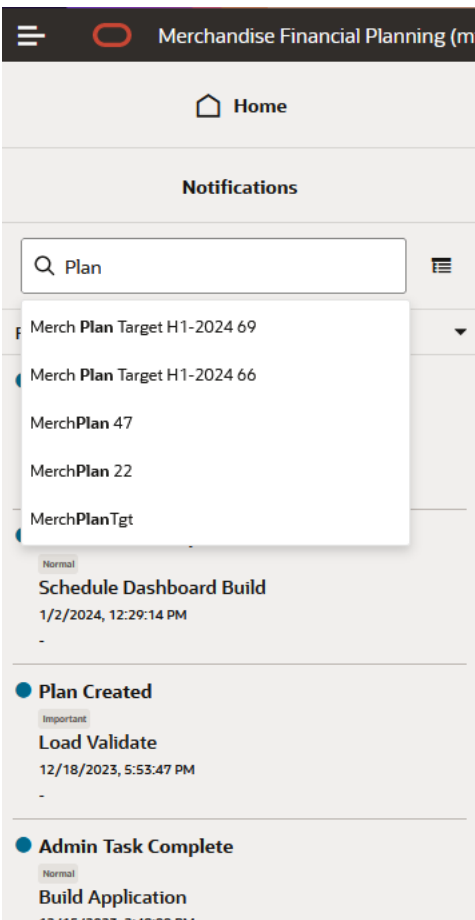 Merchandise Financial Planning (m
Home
Notifications
Plan
Merch Plan Target H1-2024 69
Merch Plan Target H1-2024 66
MerchPlan 47
MerchPlan 22
MerchPlanTgt
Normal
Schedule Dashboard Build
1/2/2024, 12:29:14 PM
-
Plan Created
Important
Load Validate
12/18/2023, 5:53:47 PM
-
Admin Task Complete
Normal
Build Application